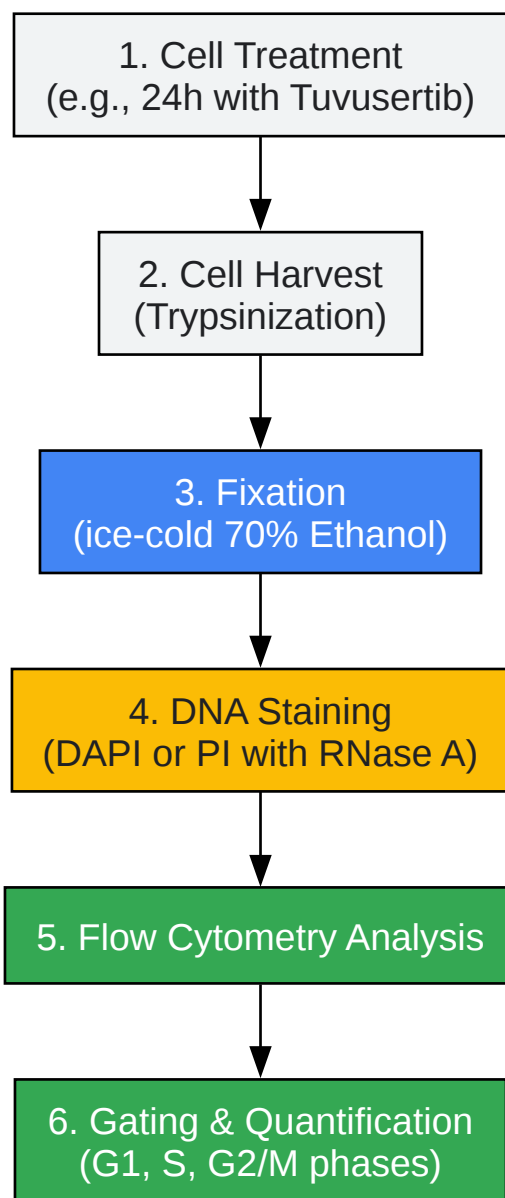 1. Cell Treatment
(e.g., 24h with Tuvusertib)
2. Cell Harvest
(Trypsinization)
3. Fixation
(ice-cold 70% Ethanol)
4. DNA Staining
(DAPI or PI with RNase A)
5. Flow Cytometry Analysis
6. Gating & Quantification
(G1, S, G2/M phases)